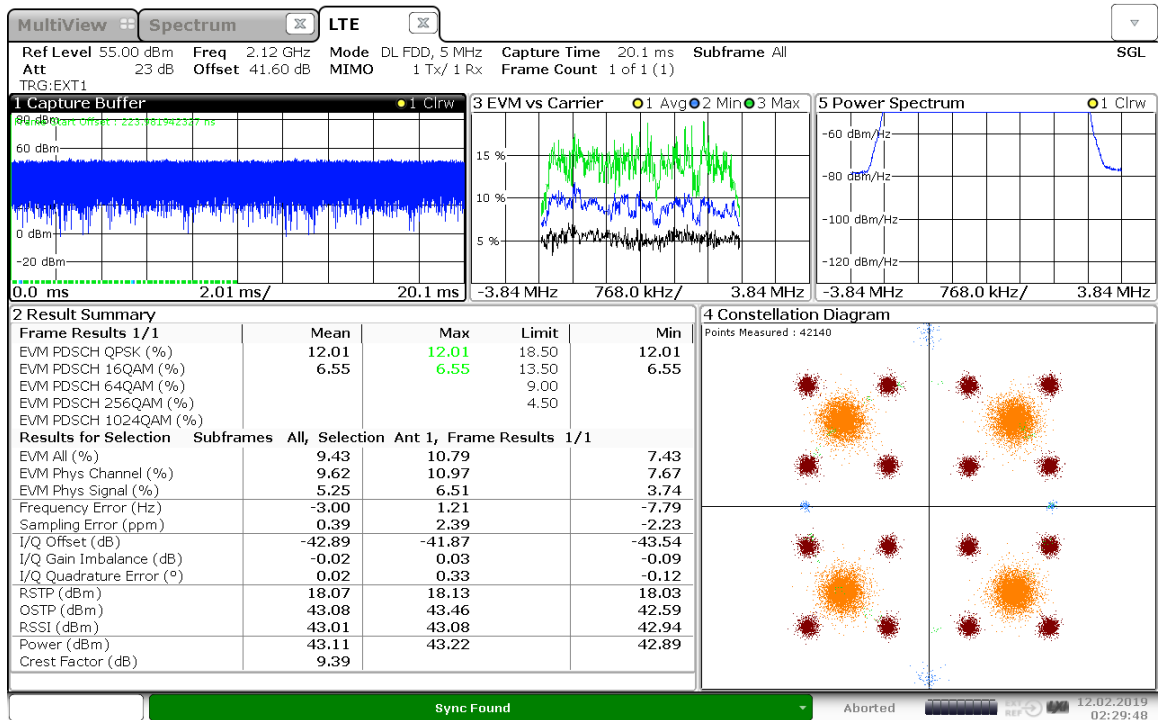 MultiView Spectrum LTE
Ref Level 55.00 dBm Freq 2.12 GHz Mode DL FDD, 5 MHz Capture Time 20.1 ms Subframe All SGL
Att 23 dB Offset 41.60 dB MIMO 1 Tx/ 1 Rx Frame Count 1 of 1 (1)
TRG:EXT1
1 Capture Buffer 1 Clrw
80 dBm
Frame Start Offset : 223.981942327 ns
60 dBm
0 dBm
-20 dBm
0.0 ms 2.01 ms/ 20.1 ms
3 EVM vs Carrier 1 Avg 2 Min 3 Max
15 %
10 %
5 %
-3.84 MHz 768.0 kHz/ 3.84 MHz
5 Power Spectrum 1 Clrw
-60 dBm/Hz
-80 dBm/Hz
-100 dBm/Hz
-120 dBm/Hz
-3.84 MHz 768.0 kHz/ 3.84 MHz
2 Result Summary
Frame Results 1/1 Mean Max Limit Min
EVM PDSCH QPSK (%) 12.01 12.01 18.50 12.01
EVM PDSCH 16QAM (%) 6.55 6.55 13.50 6.55
EVM PDSCH 64QAM (%) 9.00
EVM PDSCH 256QAM (%) 4.50
EVM PDSCH 1024QAM (%)
Results for Selection Subframes All, Selection Ant 1, Frame Results 1/1
EVM All (%) 9.43 10.79 7.43
EVM Phys Channel (%) 9.62 10.97 7.67
EVM Phys Signal (%) 5.25 6.51 3.74
Frequency Error (Hz) -3.00 1.21 -7.79
Sampling Error (ppm) 0.39 2.39 -2.23
I/Q Offset (dB) -42.89 -41.87 -43.54
I/Q Gain Imbalance (dB) -0.02 0.03 -0.09
I/Q Quadrature Error (°) 0.02 0.33 -0.12
RSTP (dBm) 18.07 18.13 18.03
OSTP (dBm) 43.08 43.46 42.59
RSSI (dBm) 43.01 43.08 42.94
Power (dBm) 43.11 43.22 42.89
Crest Factor (dB) 9.39
4 Constellation Diagram
Points Measured : 42140
Sync Found
Aborted
12.02.2019
02:29:48